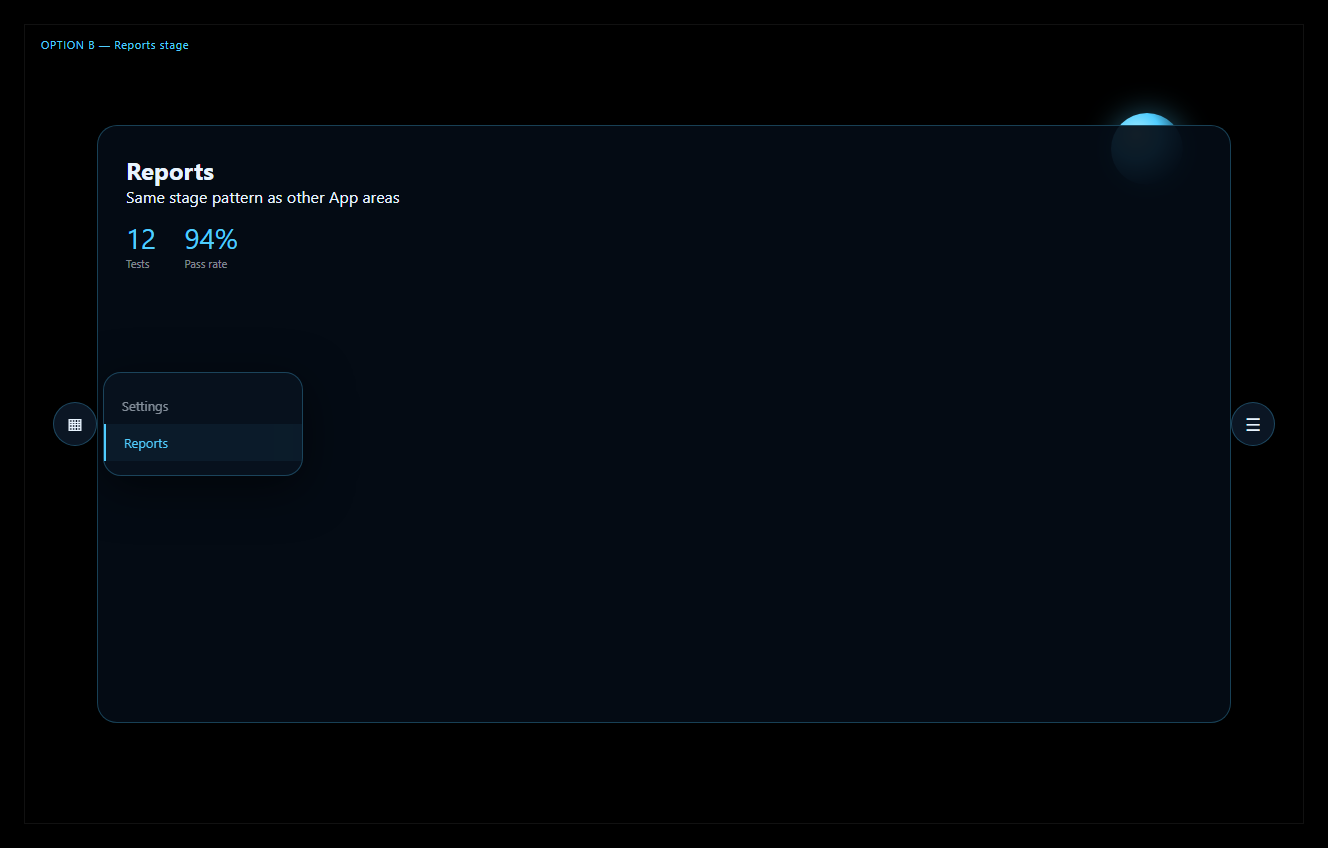 OPTION B — Reports stage
Reports
Same stage pattern as other App areas
12 94%
Tests Pass rate
Settings
Reports